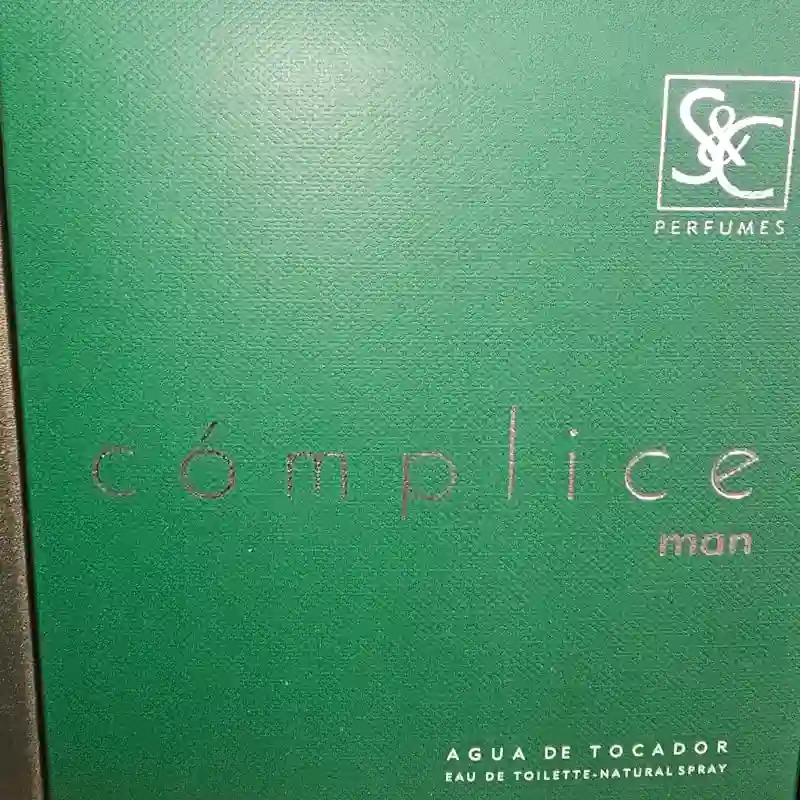 S&C
PERFUMES
cómplice
man
AGUA DE TOCADOR
EAU DE TOILETTE-NATURAL SPRAY